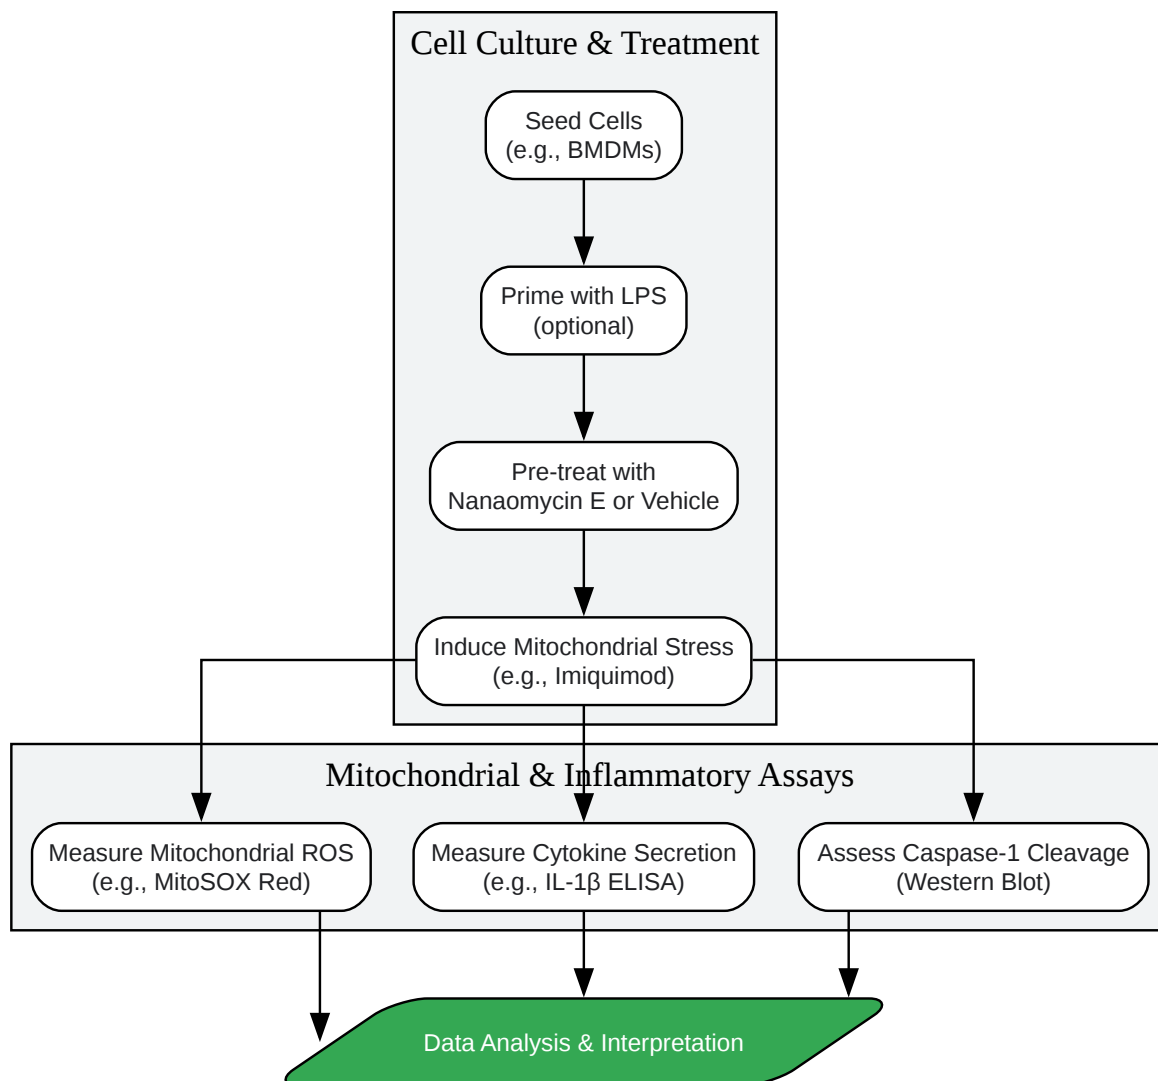 Cell Culture & Treatment
Seed Cells
(e.g., BMDMs)
Prime with LPS
(optional)
Pre-treat with
Nanaomycin E or Vehicle
Induce Mitochondrial Stress
(e.g., Imiquimod)
Mitochondrial & Inflammatory Assays
Measure Mitochondrial ROS
(e.g., MitoSOX Red)
Measure Cytokine Secretion
(e.g., IL-1β ELISA)
Assess Caspase-1 Cleavage
(Western Blot)
Data Analysis & Interpretation